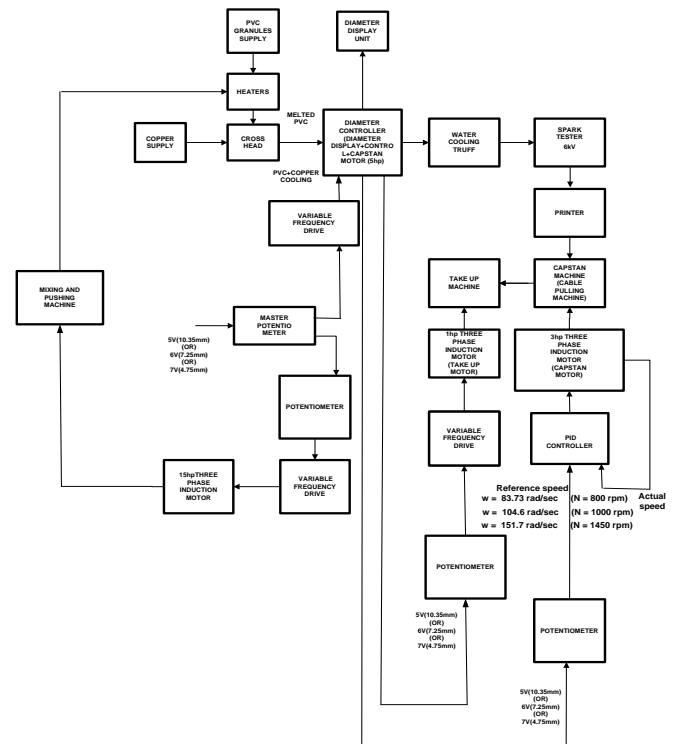 PVC
GRANULES
SUPPLY
DIAMETER
DISPLAY
UNIT
HEATERS
MELTED
PVC
COPPER
SUPPLY
CROSS
HEAD
DIAMETER
CONTROLLER
(DIAMETER
DISPLAY+CONTRO
L+CAPSTAN
MOTOR (5hp)
WATER
COOLING
TRUFF
SPARK
TESTER
6kV
PVC+COPPER
COOLING
VARIABLE
FREQUENCY
DRIVE
PRINTER
MIXING AND
PUSHING
MACHINE
TAKE UP
MACHINE
CAPSTAN
MACHINE
(CABLE
PULLING
MACHINE)
MASTER
POTENTIO
METER
5V(10.35mm)
(OR)
6V(7.25mm)
(OR)
7V(4.75mm)
1hp THREE
PHASE
INDUCTION
MOTOR
(TAKE UP
MOTOR)
3hp THREE
PHASE
INDUCTION
MOTOR
(CAPSTAN
MOTOR)
POTENTIOMETER
VARIABLE
FREQUENCY
DRIVE
PID
CONTROLLER
15hpTHREE
PHASE
INDUCTION
MOTOR
VARIABLE
FREQUENCY
DRIVE
Reference speed
w = 83.73 rad/sec (N = 800 rpm)
w = 104.6 rad/sec (N = 1000 rpm)
w = 151.7 rad/sec (N = 1450 rpm)
Actual
speed
POTENTIOMETER
5V(10.35mm)
(OR)
6V(7.25mm)
(OR)
7V(4.75mm)
POTENTIOMETER
5V(10.35mm)
(OR)
6V(7.25mm)
(OR)
7V(4.75mm)